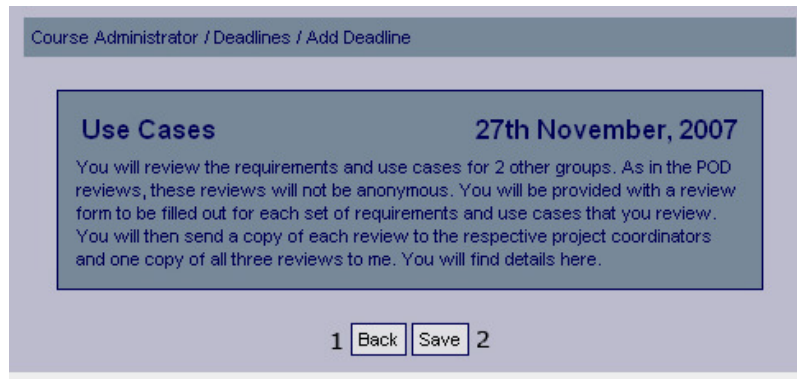 Course Administrator / Deadlines / Add Deadline
Use Cases 27th November, 2007
You will review the requirements and use cases for 2 other groups. As in the POD
reviews, these reviews will not be anonymous. You will be provided with a review
form to be filled out for each set of requirements and use cases that you review.
You will then send a copy of each review to the respective project coordinators
and one copy of all three reviews to me. You will find details here.
1 Back Save 2